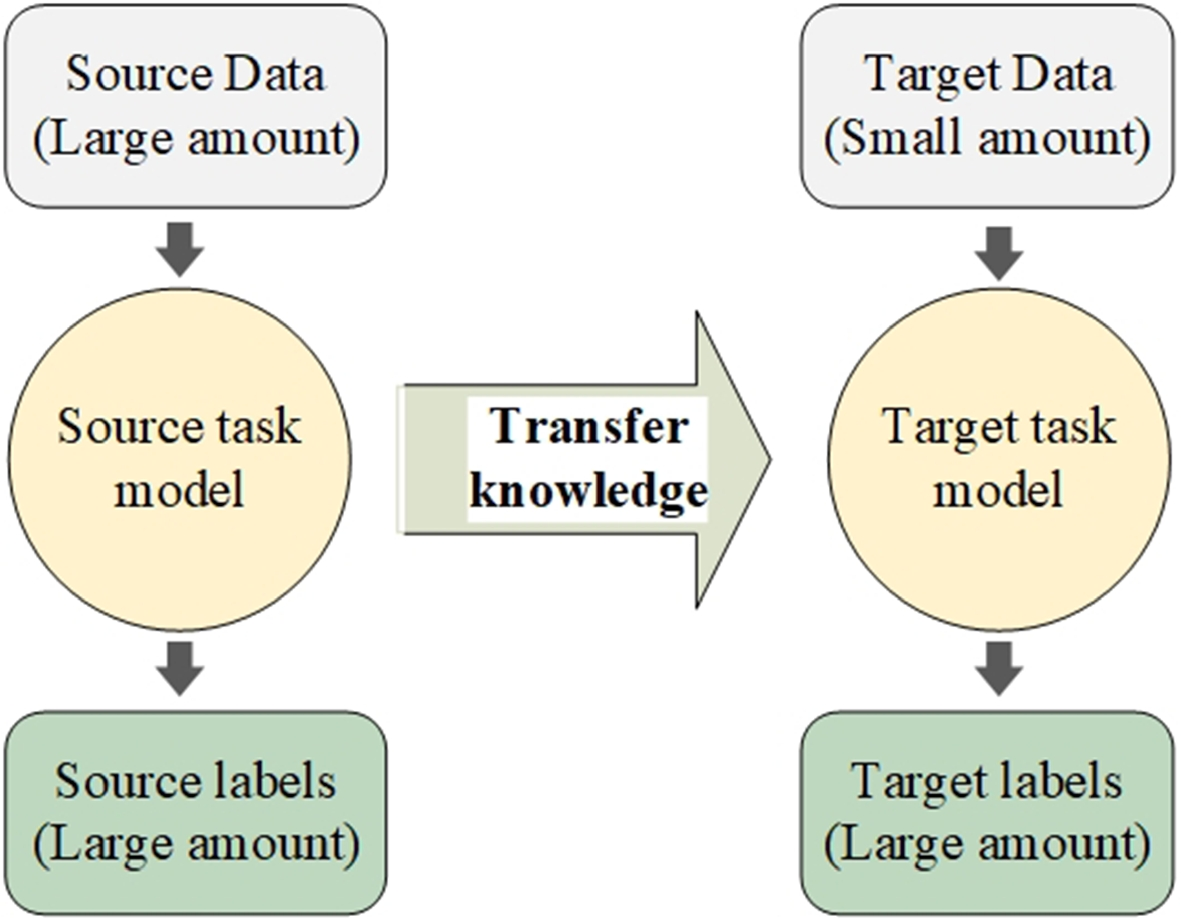 Source Data
(Large amount)
Target Data
(Small amount)
Source task
model
Transfer
knowledge
Target task
model
Source labels
(Large amount)
Target labels
(Large amount)